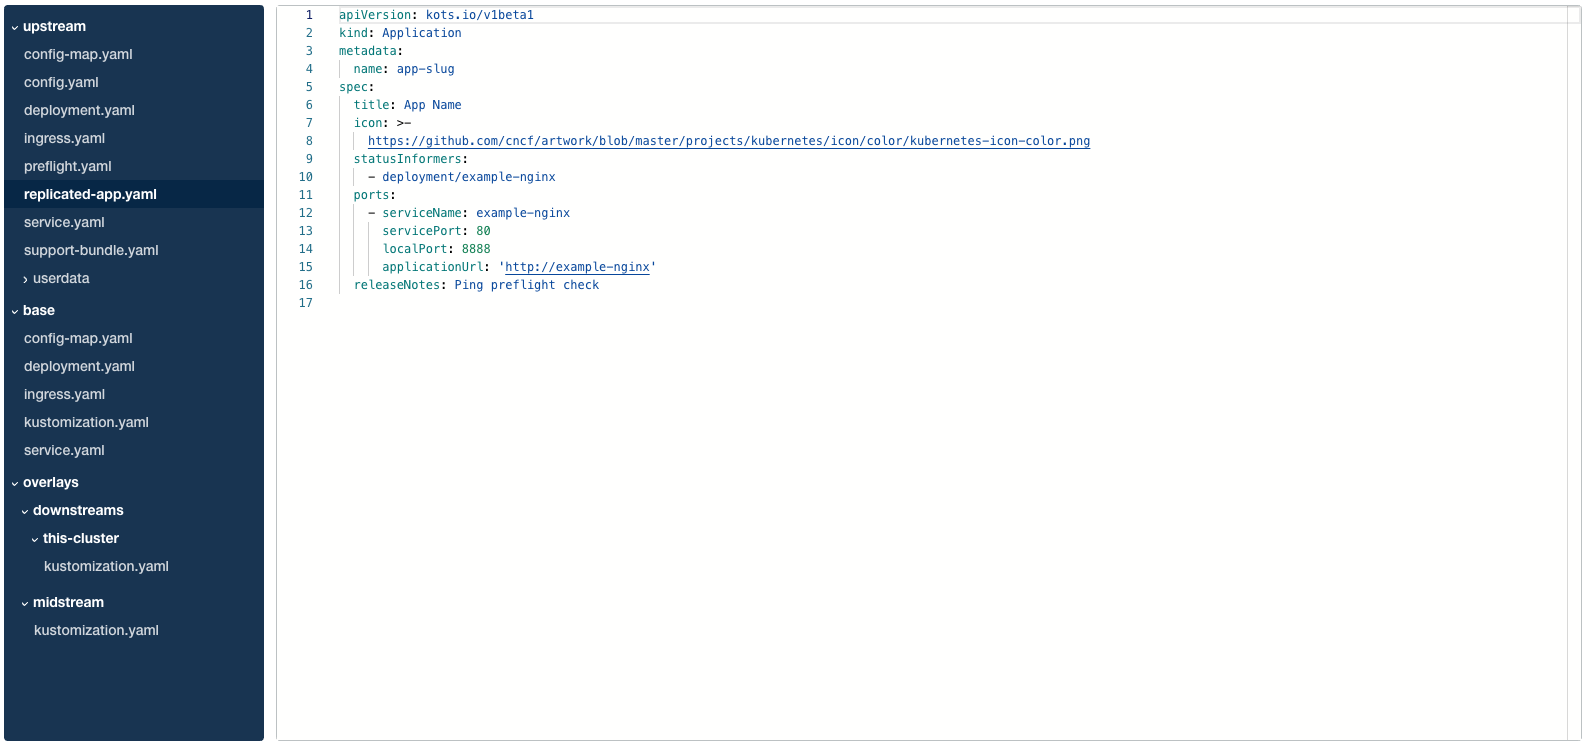 upstream
config-map.yaml
config.yaml
deployment.yaml
ingress.yaml
preflight.yaml
replicated-app.yaml
service.yaml
support-bundle.yaml
userdata
base
config-map.yaml
deployment.yaml
ingress.yaml
kustomization.yaml
service.yaml
overlays
downstreams
this-cluster
kustomization.yaml
midstream
kustomization.yaml
1 apiVersion: kots.io/v1beta1
2 kind: Application
3 metadata:
4   name: app-slug
5 spec:
6   title: App Name
7   icon: >-
8     https://github.com/cncf/artwork/blob/master/projects/kubernetes/icon/color/kubernetes-icon-color.png
9   statusInformers:
10     - deployment/example-nginx
11   ports:
12     - serviceName: example-nginx
13       servicePort: 80
14       localPort: 8888
15       applicationUrl: 'http://example-nginx'
16   releaseNotes: Ping preflight check
17